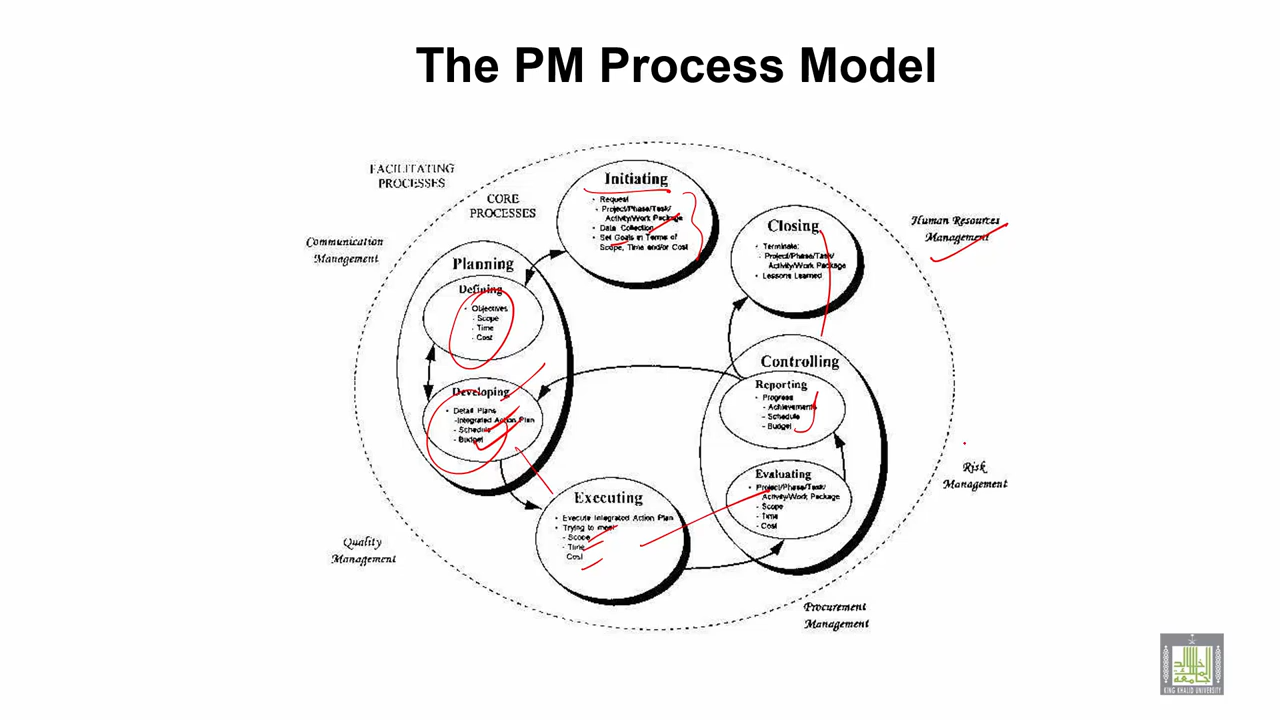 The PM Process Model
FACILITATING
PROCESSES
CORE
PROCESSES
Communication
Management
Initiating
• Request
• Project/Phase/Task/
Activity/Work Package
• Data Collection
• Set Goals in Terms of
Scope, Time and/or Cost
Closing
• Terminate:
- Project/Phase/Task/
Activity/Work Package
• Lessons Learned
Human Resources
Management
Planning
Defining
• Objectives
- Scope
- Time
- Cost
Developing
• Detail Plans
-Integrated Action Plan
- Schedule
- Budget
Controlling
Reporting
• Progress
- Achievements
- Schedule
- Budget
Evaluating
• Project/Phase/Task/
Activity/Work Package
- Scope
- Time
- Cost
Risk
Management
Executing
• Execute Integrated Action Plan
• Trying to meet
- Scope
- Time
Cost
Quality
Management
Procurement
Management
KING KHALID UNIVERSITY